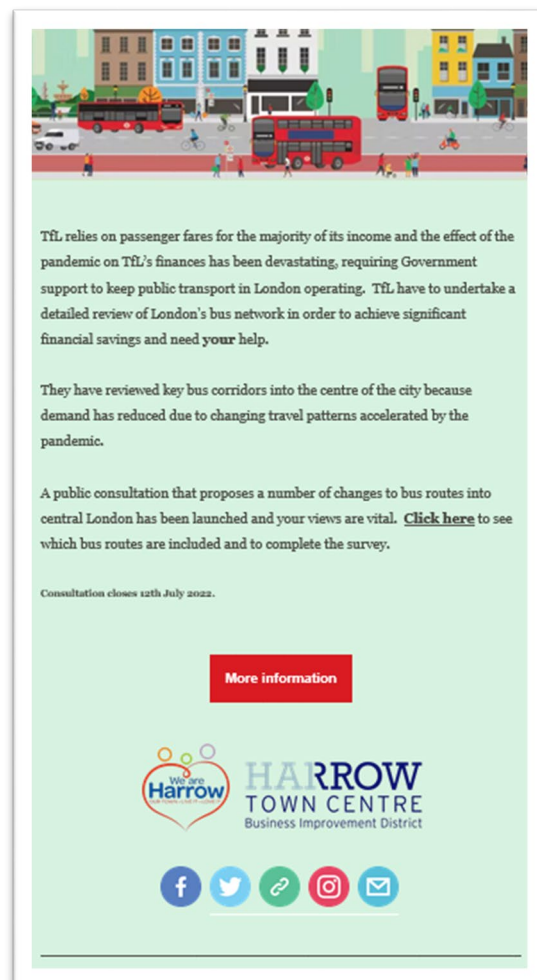 TfL relies on passenger fares for the majority of its income and the effect of the
pandemic on TfL's finances has been devastating, requiring Government
support to keep public transport in London operating.  TfL have to undertake a
detailed review of London's bus network in order to achieve significant
financial savings and need your help.
They have reviewed key bus corridors into the centre of the city because
demand has reduced due to changing travel patterns accelerated by the
pandemic.
A public consultation that proposes a number of changes to bus routes into
central London has been launched and your views are vital.  Click here to see
which bus routes are included and to complete the survey.
Consultation closes 12th July 2022.
More information
We are
Harrow
OUR TOWN · LIVE IT · LOVE IT
HARROW
TOWN CENTRE
Business Improvement District